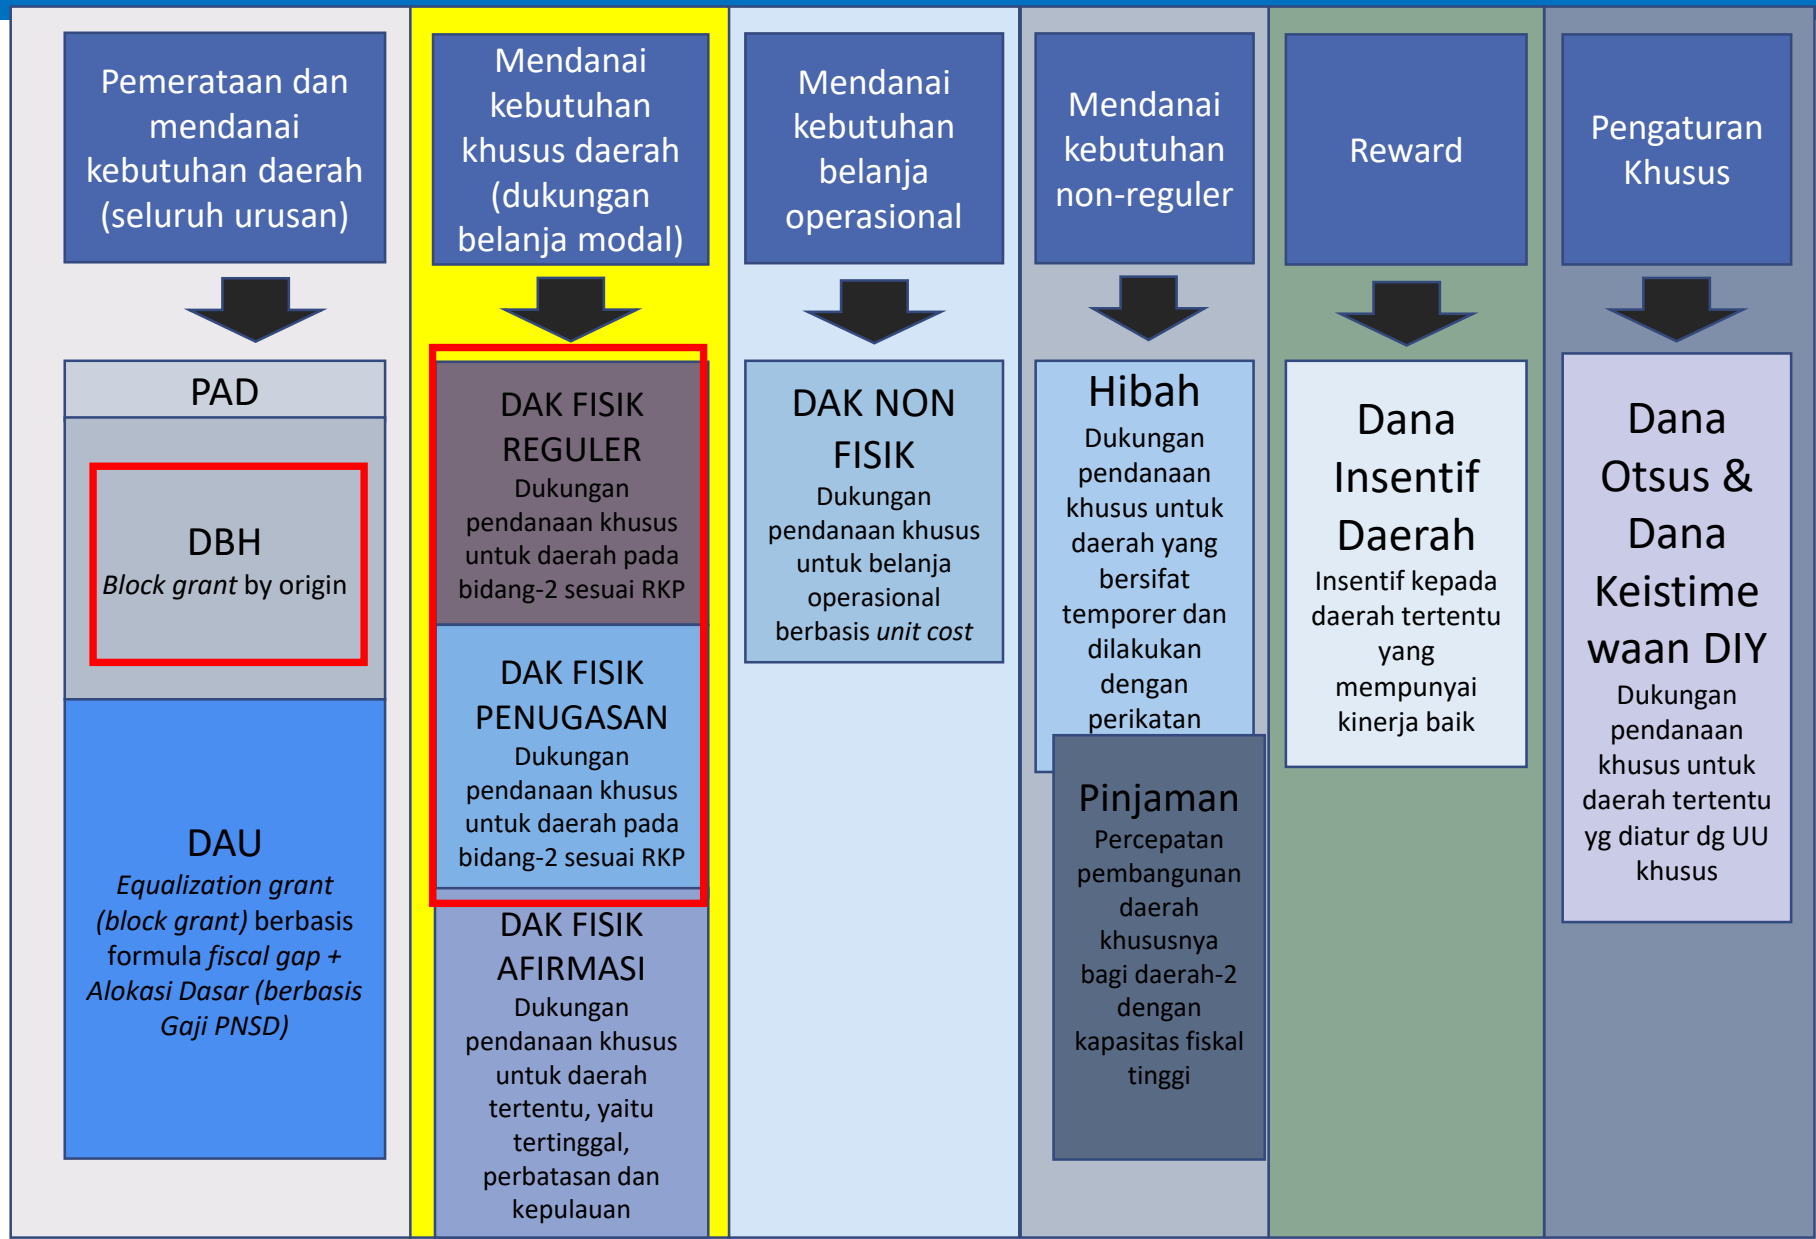 Pemerataan dan
mendanai
kebutuhan daerah
(seluruh urusan)
PAD
DBH
Block grant by origin
DAU
Equalization grant
(block grant) berbasis
formula fiscal gap +
Alokasi Dasar (berbasis
Gaji PNSD)
Mendanai
kebutuhan
khusus daerah
(dukungan
belanja modal)
DAK FISIK
REGULER
Dukungan
pendanaan khusus
untuk daerah pada
bidang-2 sesuai RKP
DAK FISIK
PENUGASAN
Dukungan
pendanaan khusus
untuk daerah pada
bidang-2 sesuai RKP
DAK FISIK
AFIRMASI
Dukungan
pendanaan khusus
untuk daerah
tertentu, yaitu
tertinggal,
perbatasan dan
kepulauan
Mendanai
kebutuhan
belanja
operasional
DAK NON
FISIK
Dukungan
pendanaan khusus
untuk belanja
operasional
berbasis unit cost
Mendanai
kebutuhan
non-reguler
Hibah
Dukungan
pendanaan
khusus untuk
daerah yang
bersifat
temporer dan
dilakukan
dengan
perikatan
Pinjaman
Percepatan
pembangunan
daerah
khususnya
bagi daerah-2
dengan
kapasitas fiskal
tinggi
Reward
Dana
Insentif
Daerah
Insentif kepada
daerah tertentu
yang
mempunyai
kinerja baik
Pengaturan
Khusus
Dana
Otsus &
Dana
Keistime
waan DIY
Dukungan
pendanaan
khusus untuk
daerah tertentu
yg diatur dg UU
khusus